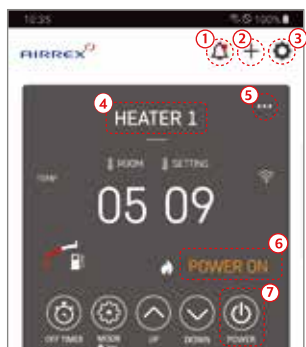 10:35 100%
AIRREX
1 2 3
4 5
HEATER 1
ROOM SETTING
TEMP
05 09
6
POWER ON
7
OFF TIMER MODE UP DOWN POWER